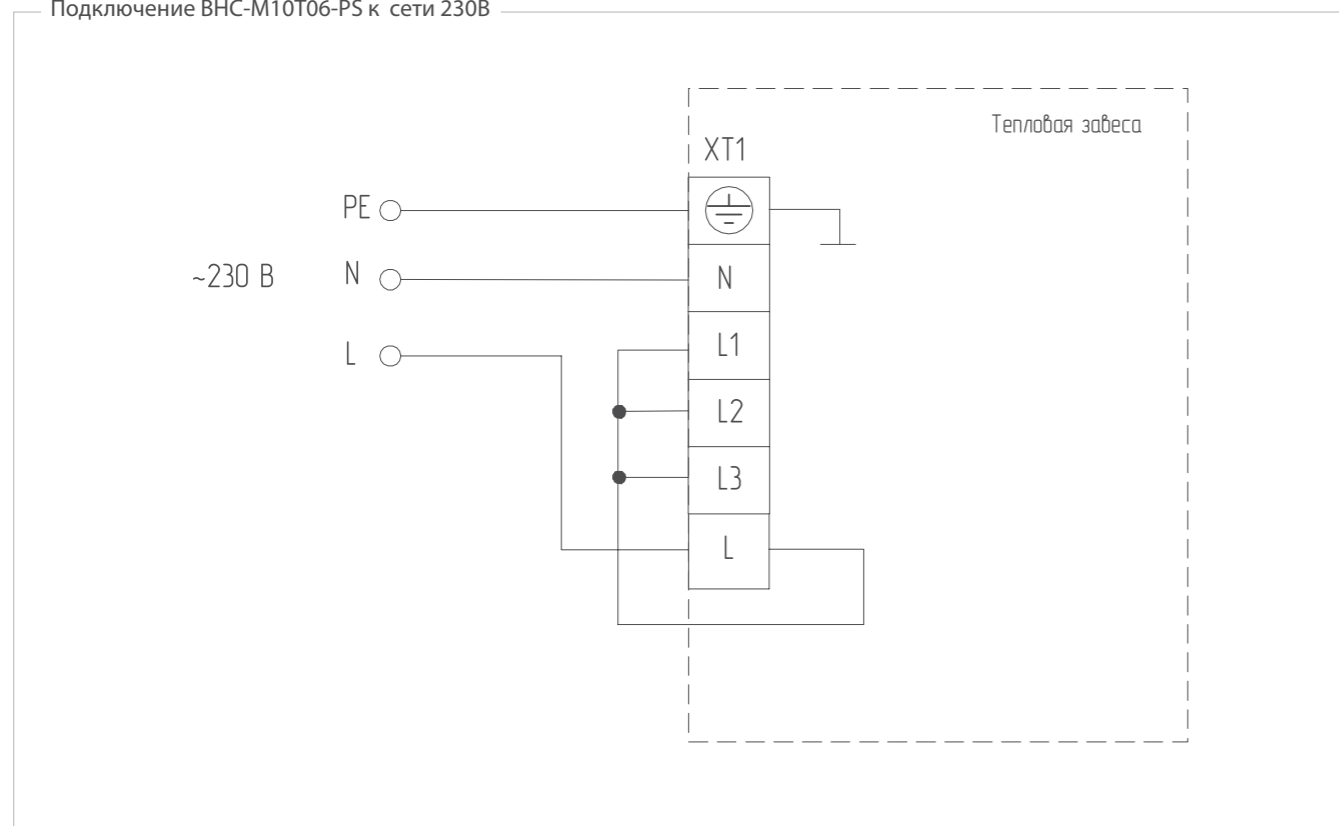 Подключение BHC-M10T06-PS к сети 230В
Тепловая завеса
XT1
PE
~230 В
N
L
N
L1
L2
L3
L